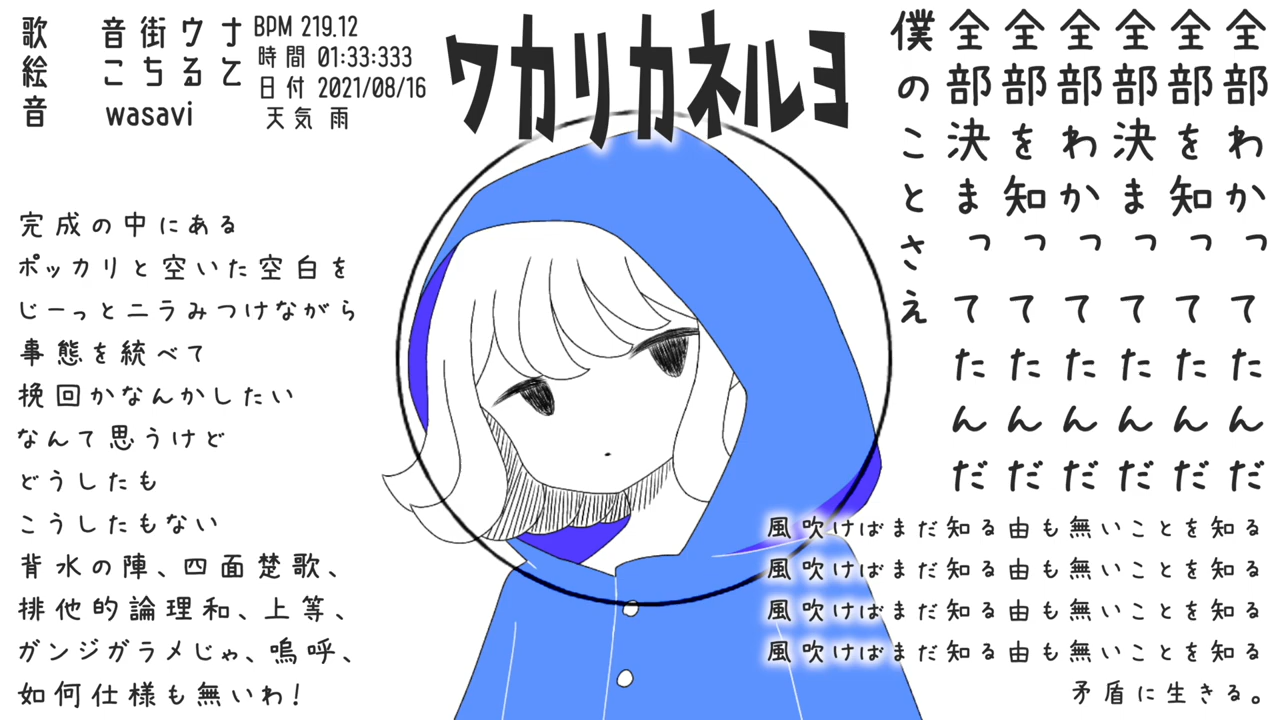 歌 音街ウナ
絵 こちると
音 wasavi
BPM 219.12
時間 01:33:333
日付 2021/08/16
天気 雨
ワカリカネルヨ
完成の中にある
ポッカリと空いた空白を
じーっとニラみつけながら
事態を統べて
挽回かなんかしたい
なんて思うけど
どうしたも
こうしたもない
背水の陣、四面楚歌、
排他的論理和、上等、
ガンジガラメじゃ、嗚呼、
如何仕様も無いわ!
全部わかってたんだ
全部を知ってたんだ
全部決まってたんだ
全部わかってたんだ
全部を知ってたんだ
全部決まってたんだ
僕のことさえ
風吹けばまだ知る由も無いことを知る
風吹けばまだ知る由も無いことを知る
風吹けばまだ知る由も無いことを知る
風吹けばまだ知る由も無いことを知る
矛盾に生きる。